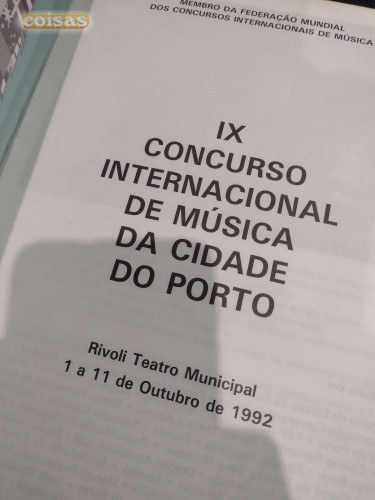 coisas
MEMBRO DA FEDERAÇÃO MUNDIAL
DOS CONCURSOS INTERNACIONAIS DE MÚSICA
IX
CONCURSO
INTERNACIONAL
DE MÚSICA
DA CIDADE
DO PORTO
Rivoli Teatro Municipal
1 a 11 de Outubro de 1992